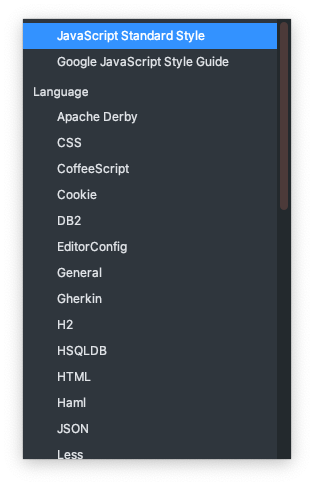 JavaScript Standard Style
Google JavaScript Style Guide
Language
Apache Derby
CSS
CoffeeScript
Cookie
DB2
EditorConfig
General
Gherkin
H2
HSQLDB
HTML
Haml
JSON
Less